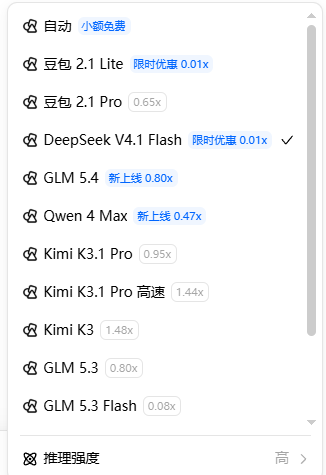 自动 小额免费
豆包 2.1 Lite 限时优惠 0.01x
豆包 2.1 Pro 0.65x
DeepSeek V4.1 Flash 限时优惠 0.01x
GLM 5.4 新上线 0.80x
Qwen 4 Max 新上线 0.47x
Kimi K3.1 Pro 0.95x
Kimi K3.1 Pro 高速 1.44x
Kimi K3 1.48x
GLM 5.3 0.80x
GLM 5.3 Flash 0.08x
推理强度 高